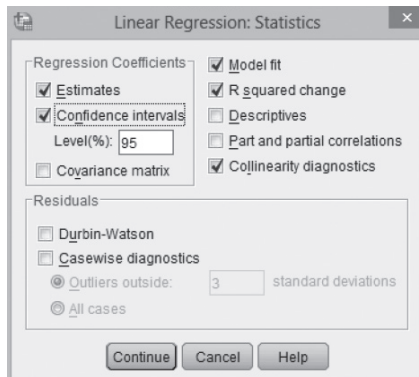 Linear Regression: Statistics
×
Regression Coefficients
Estimates
Confidence intervals
Level(%): 95
Covariance matrix
Model fit
R squared change
Descriptives
Part and partial correlations
Collinearity diagnostics
Residuals
Durbin-Watson
Casewise diagnostics
Outliers outside: 3 standard deviations
All cases
Continue Cancel Help